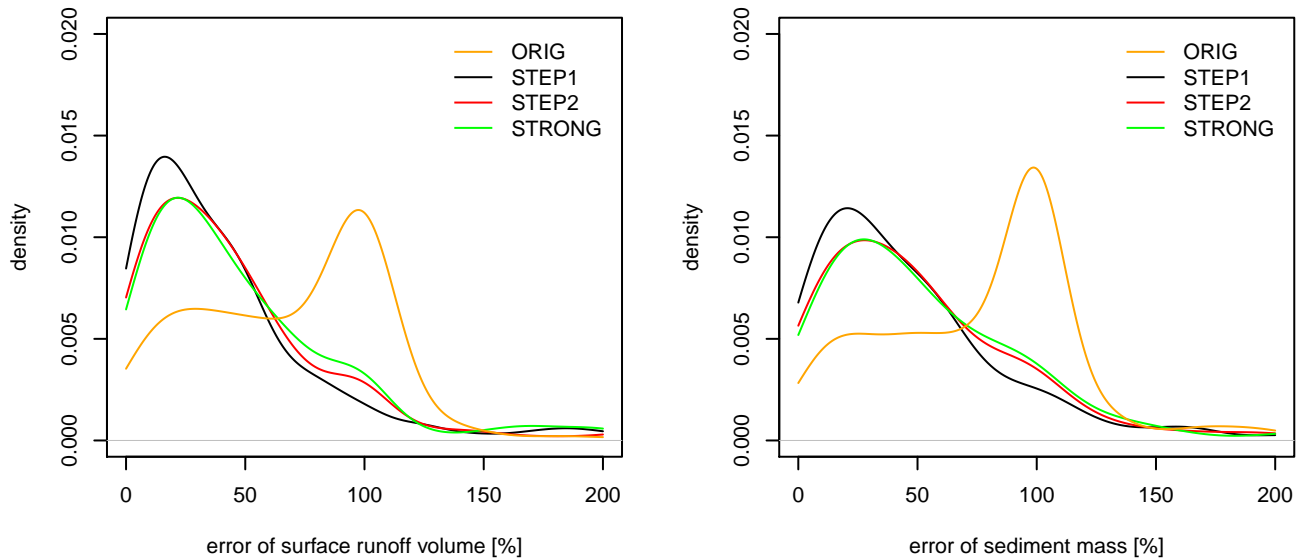 0.020
0.015
0.010
0.005
0.000
density
ORIG
STEP1
STEP2
STRONG
0 50 100 150 200
error of surface runoff volume [%]
0.020
0.015
0.010
0.005
0.000
density
ORIG
STEP1
STEP2
STRONG
0 50 100 150 200
error of sediment mass [%]